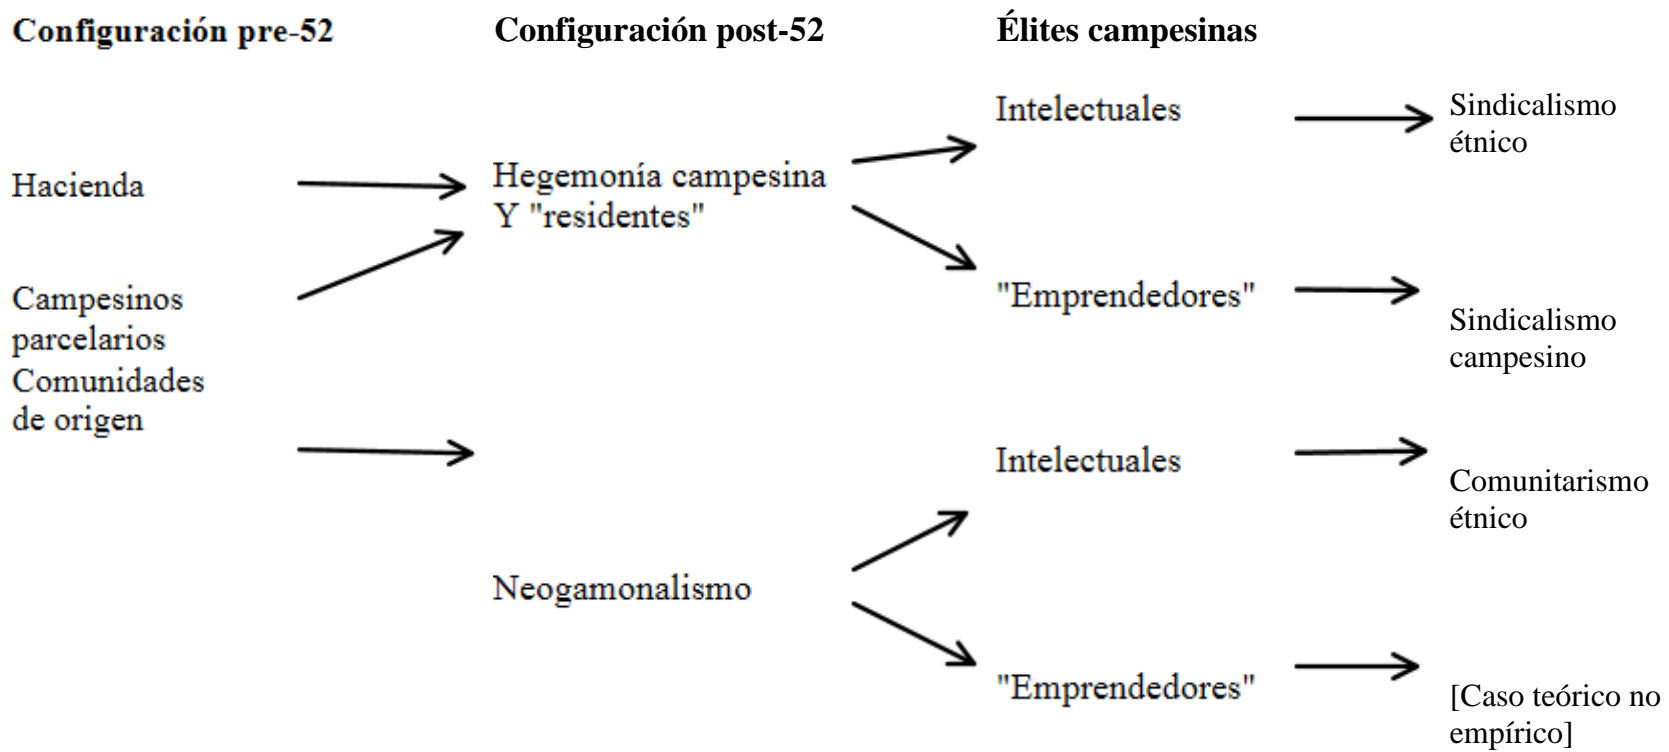 Configuración pre-52
Configuración post-52
Élites campesinas
Hacienda
Campesinos
parcelarios
Comunidades
de origen
Hegemonía campesina
Y "residentes"
Neogamonalismo
Intelectuales
"Emprendedores"
Intelectuales
"Emprendedores"
Sindicalismo
étnico
Sindicalismo
campesino
Comunitarismo
étnico
[Caso teórico no
empírico]